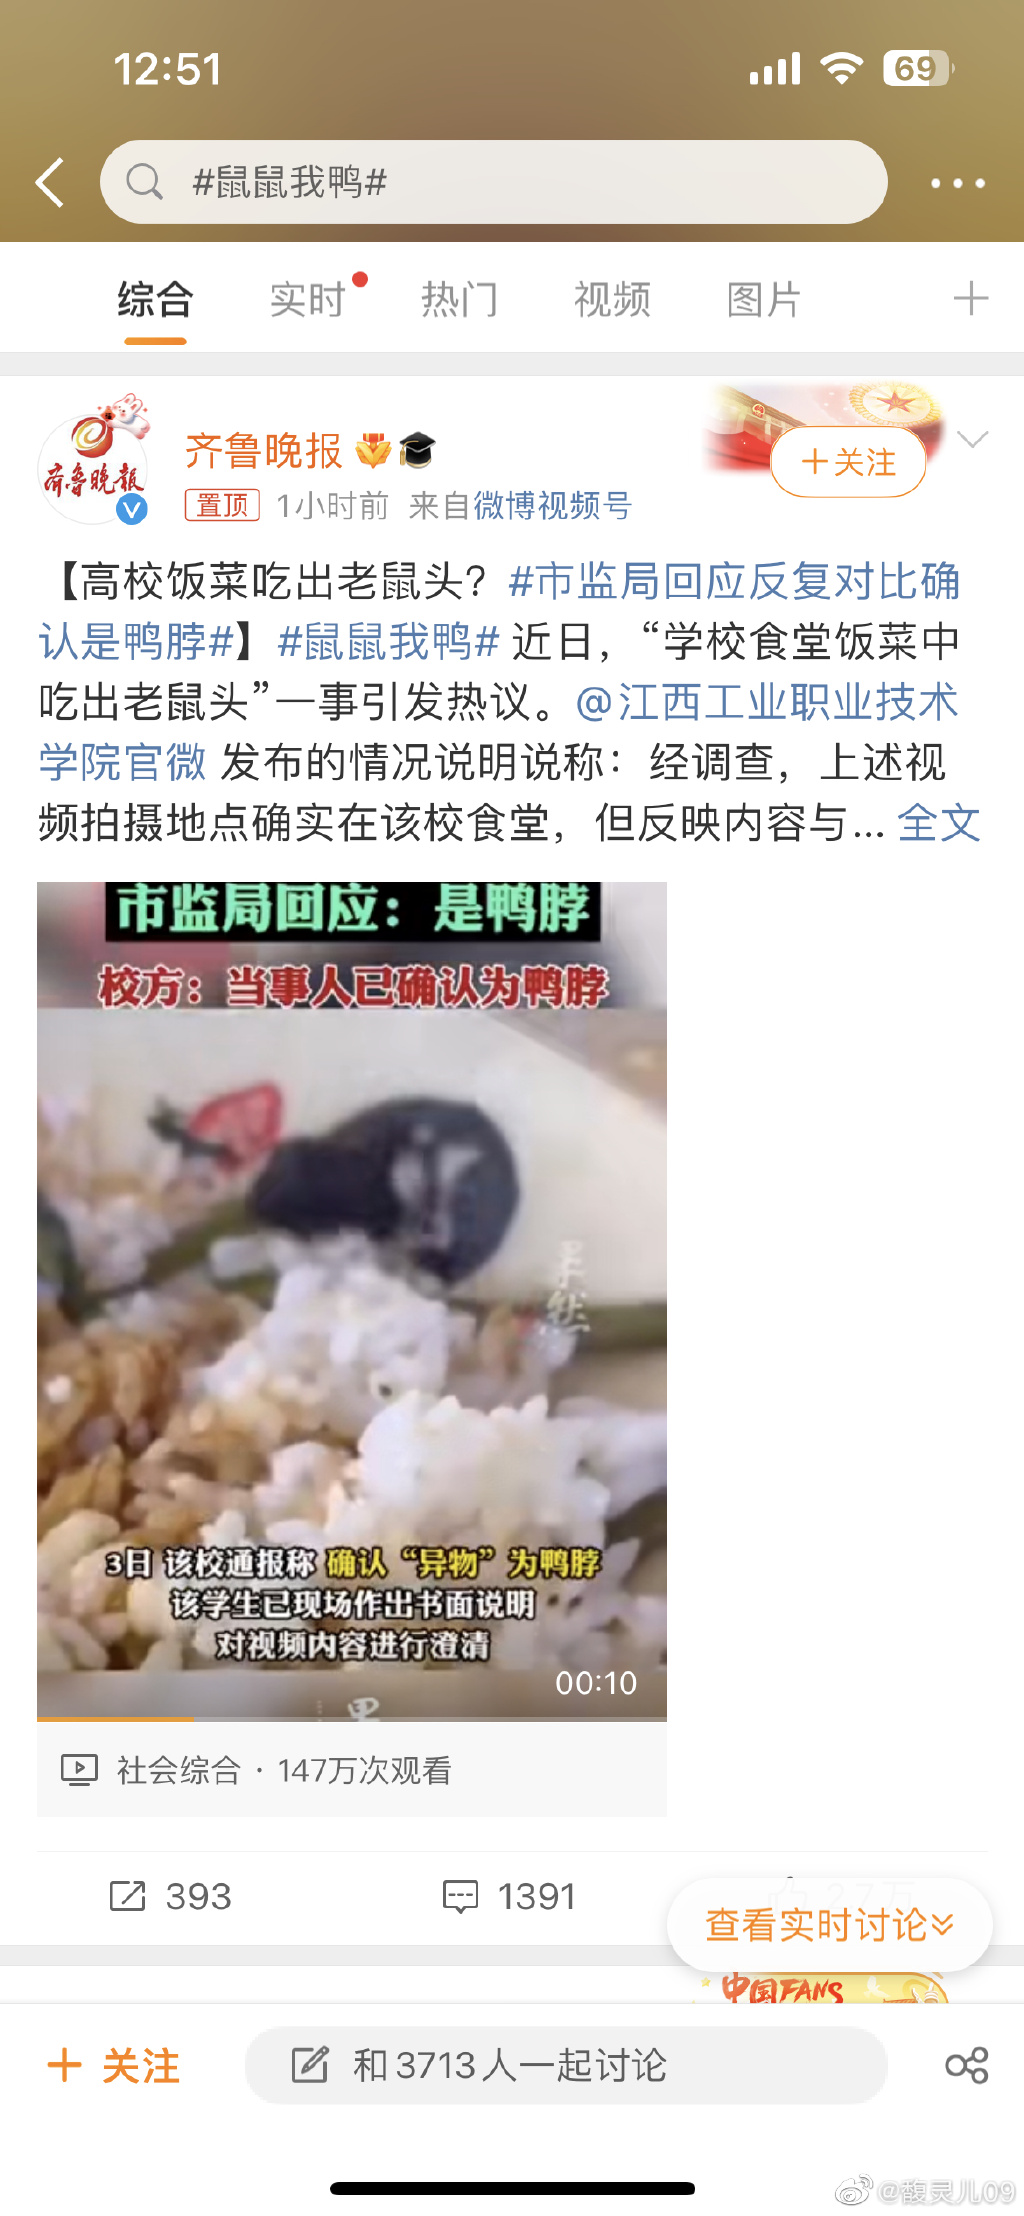 12:51
69
#鼠鼠我鸭#
综合 实时 热门 视频 图片
齐鲁晚报
齐鲁晚报
+关注
置顶 1小时前 来自微博视频号
【高校饭菜吃出老鼠头？#市监局回应反复对比确
认是鸭脖#】#鼠鼠我鸭# 近日，“学校食堂饭菜中
吃出老鼠头”一事引发热议。@江西工业职业技术
学院官微 发布的情况说明说称：经调查，上述视
频拍摄地点确实在该校食堂，但反映内容与... 全文
市监局回应：是鸭脖
校方：当事人已确认为鸭脖
果然
3日 该校通报称 确认“异物”为鸭脖
该学生已现场作出书面说明
对视频内容进行澄清
00:10
社会综合 · 147万次观看
393 1391 2.7万
查看实时讨论
中国FANS
+ 关注 和3713人一起讨论
@馥灵儿09